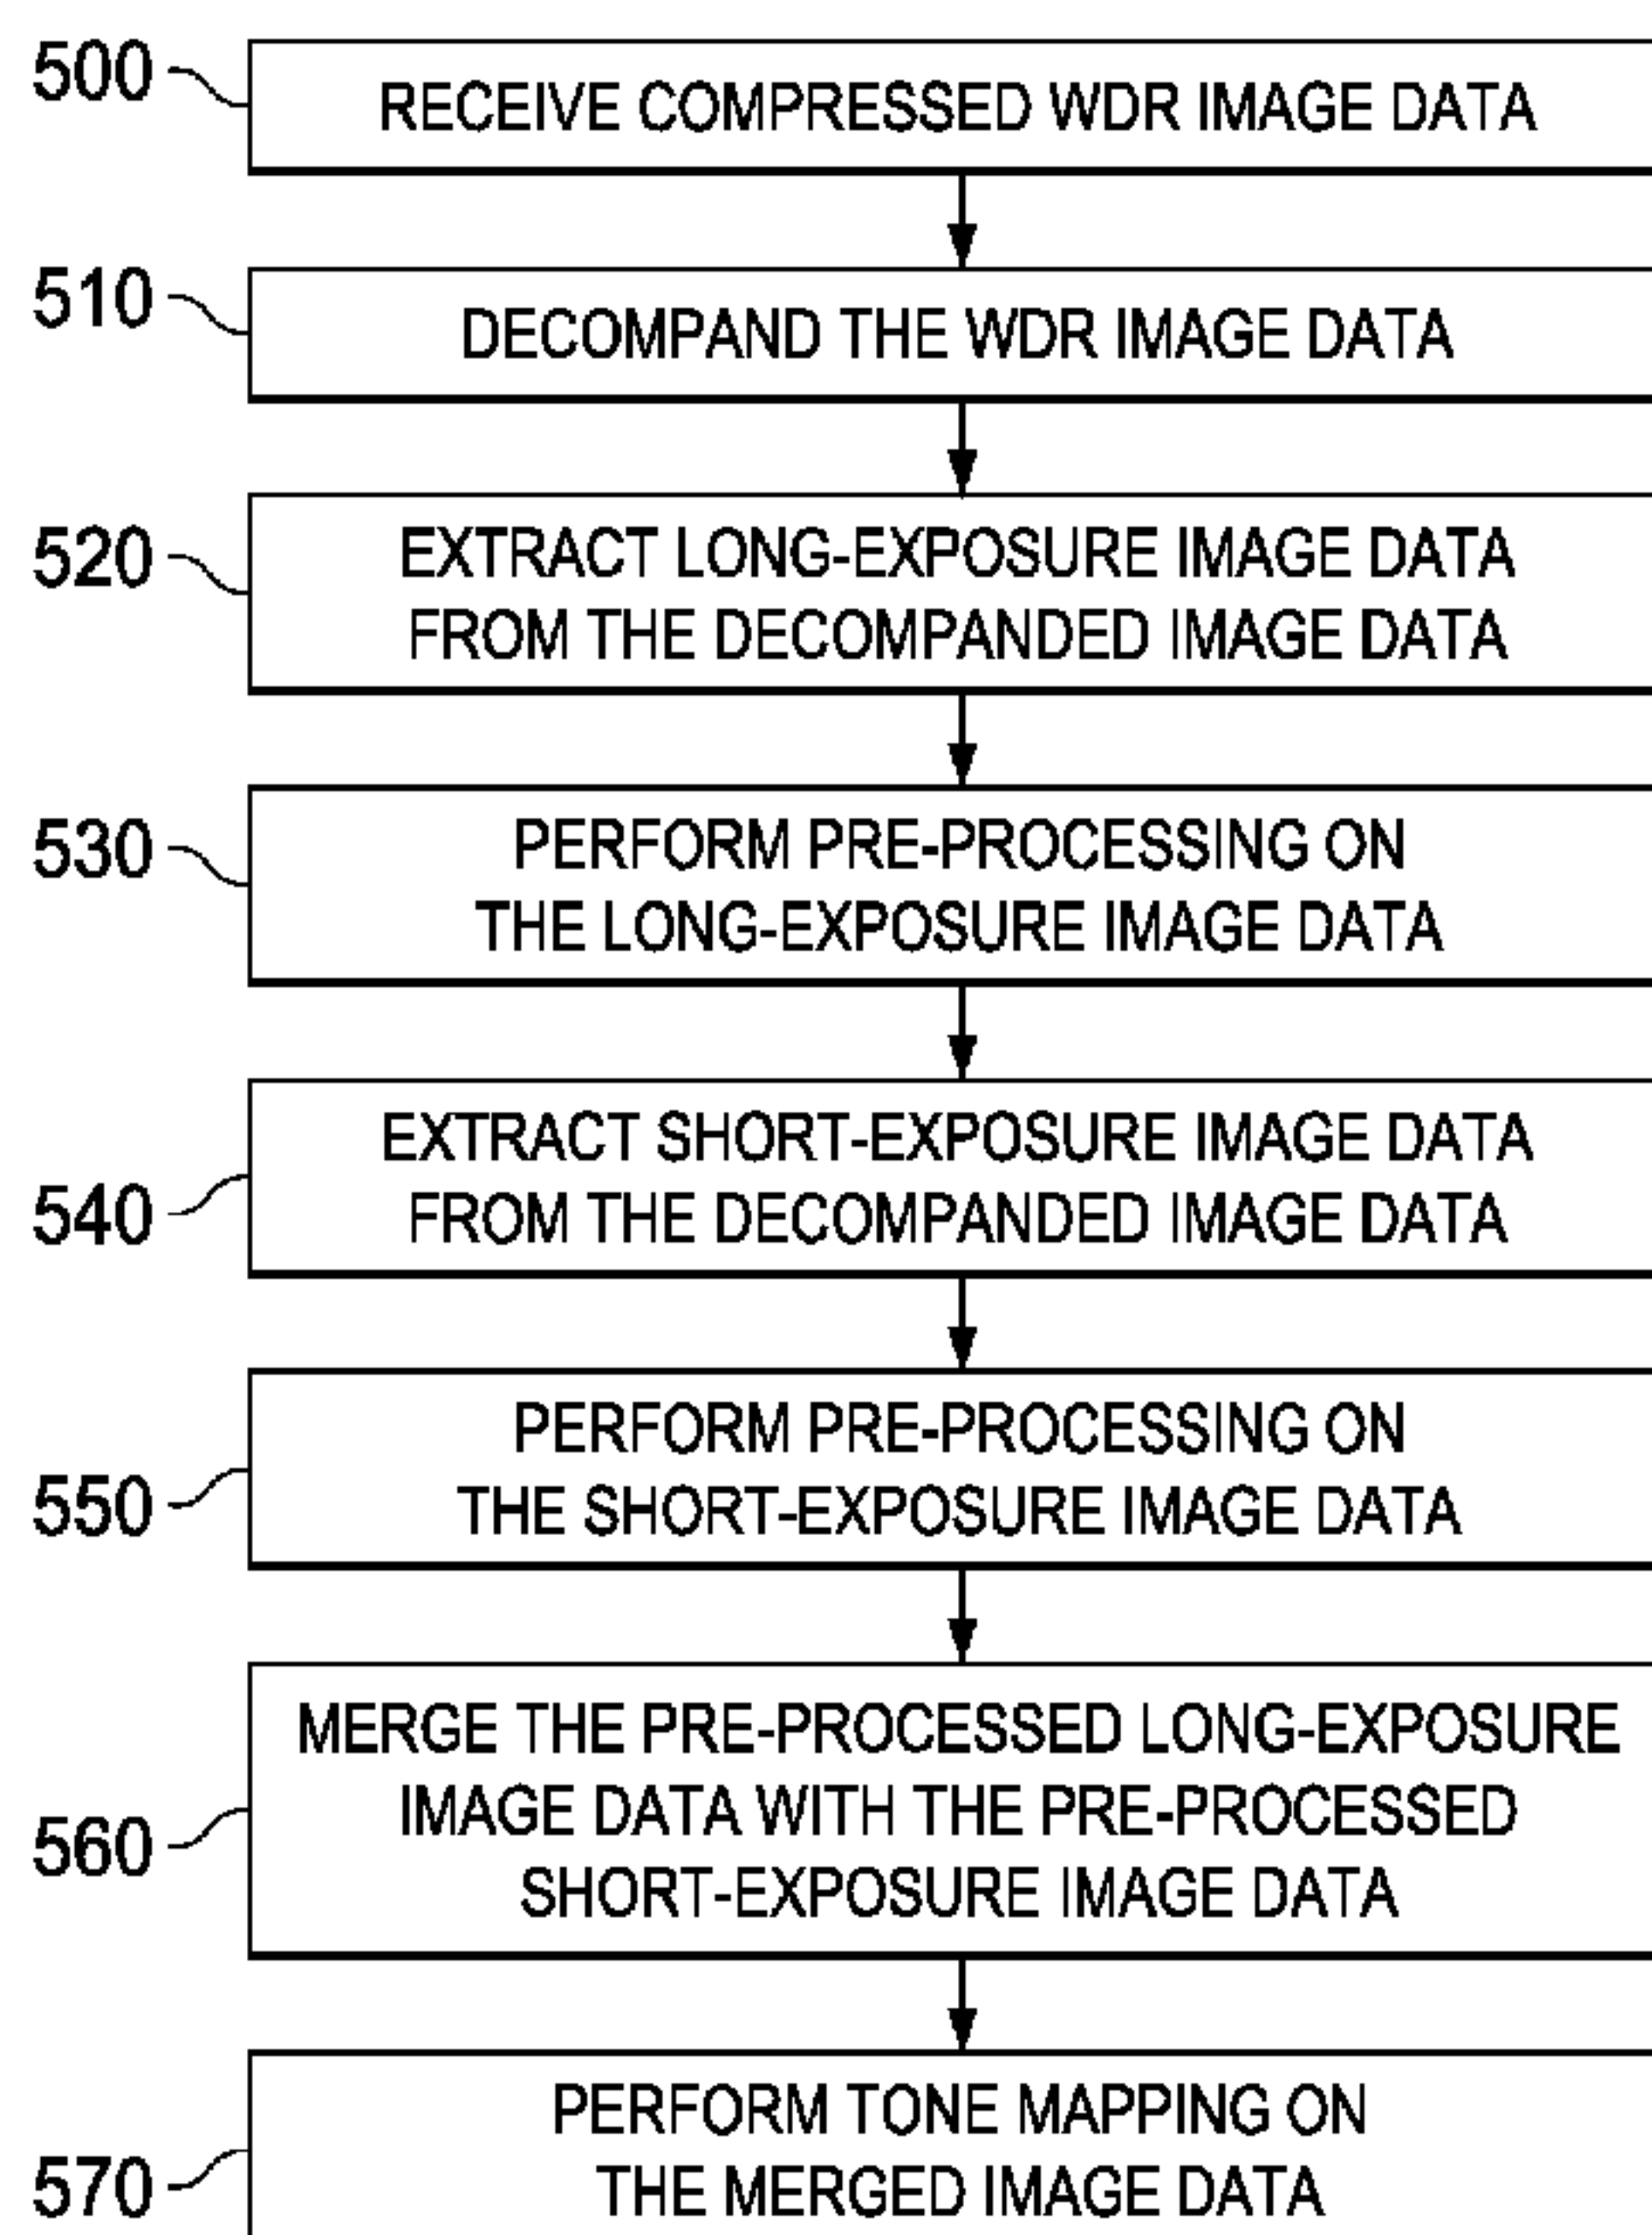 500
RECEIVE COMPRESSED WDR IMAGE DATA
510
DECOMPAND THE WDR IMAGE DATA
520
EXTRACT LONG-EXPOSURE IMAGE DATA
FROM THE DECOMPANDED IMAGE DATA
530
PERFORM PRE-PROCESSING ON
THE LONG-EXPOSURE IMAGE DATA
540
EXTRACT SHORT-EXPOSURE IMAGE DATA
FROM THE DECOMPANDED IMAGE DATA
550
PERFORM PRE-PROCESSING ON
THE SHORT-EXPOSURE IMAGE DATA
560
MERGE THE PRE-PROCESSED LONG-EXPOSURE
IMAGE DATA WITH THE PRE-PROCESSED
SHORT-EXPOSURE IMAGE DATA
570
PERFORM TONE MAPPING ON
THE MERGED IMAGE DATA